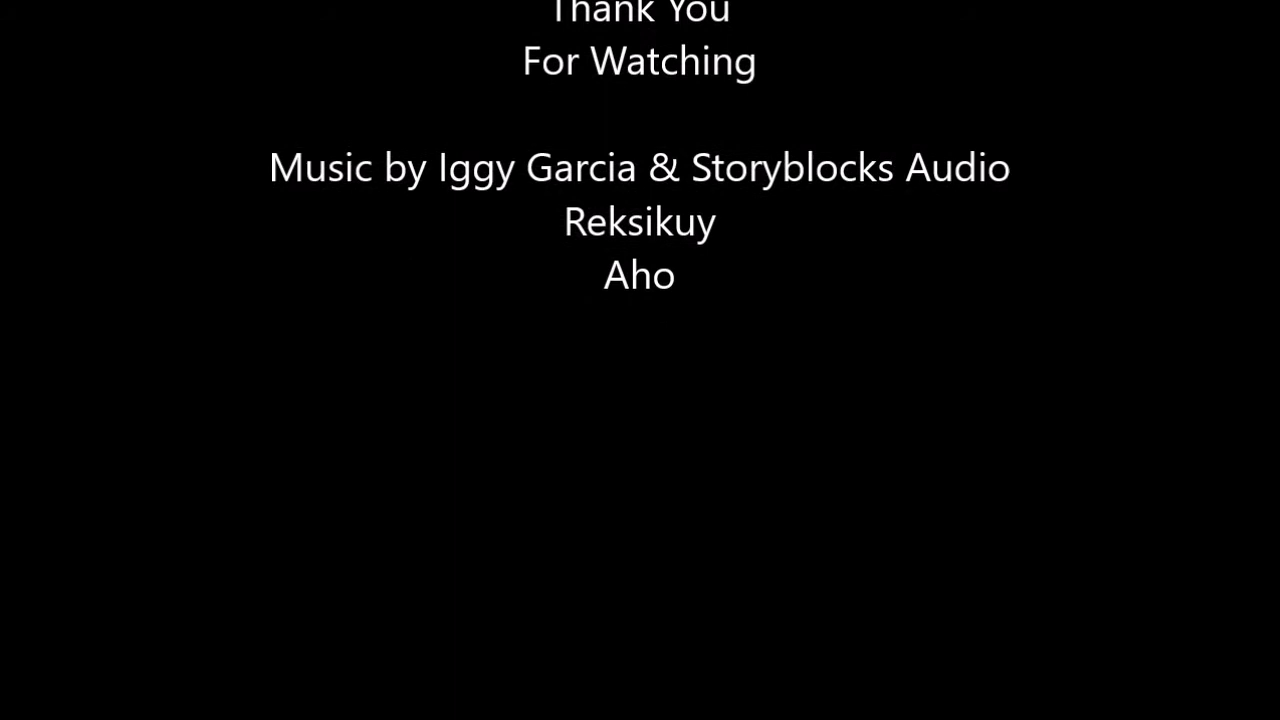 Thank You
For Watching
Music by Iggy Garcia & Storyblocks Audio
Reksikuy
Aho